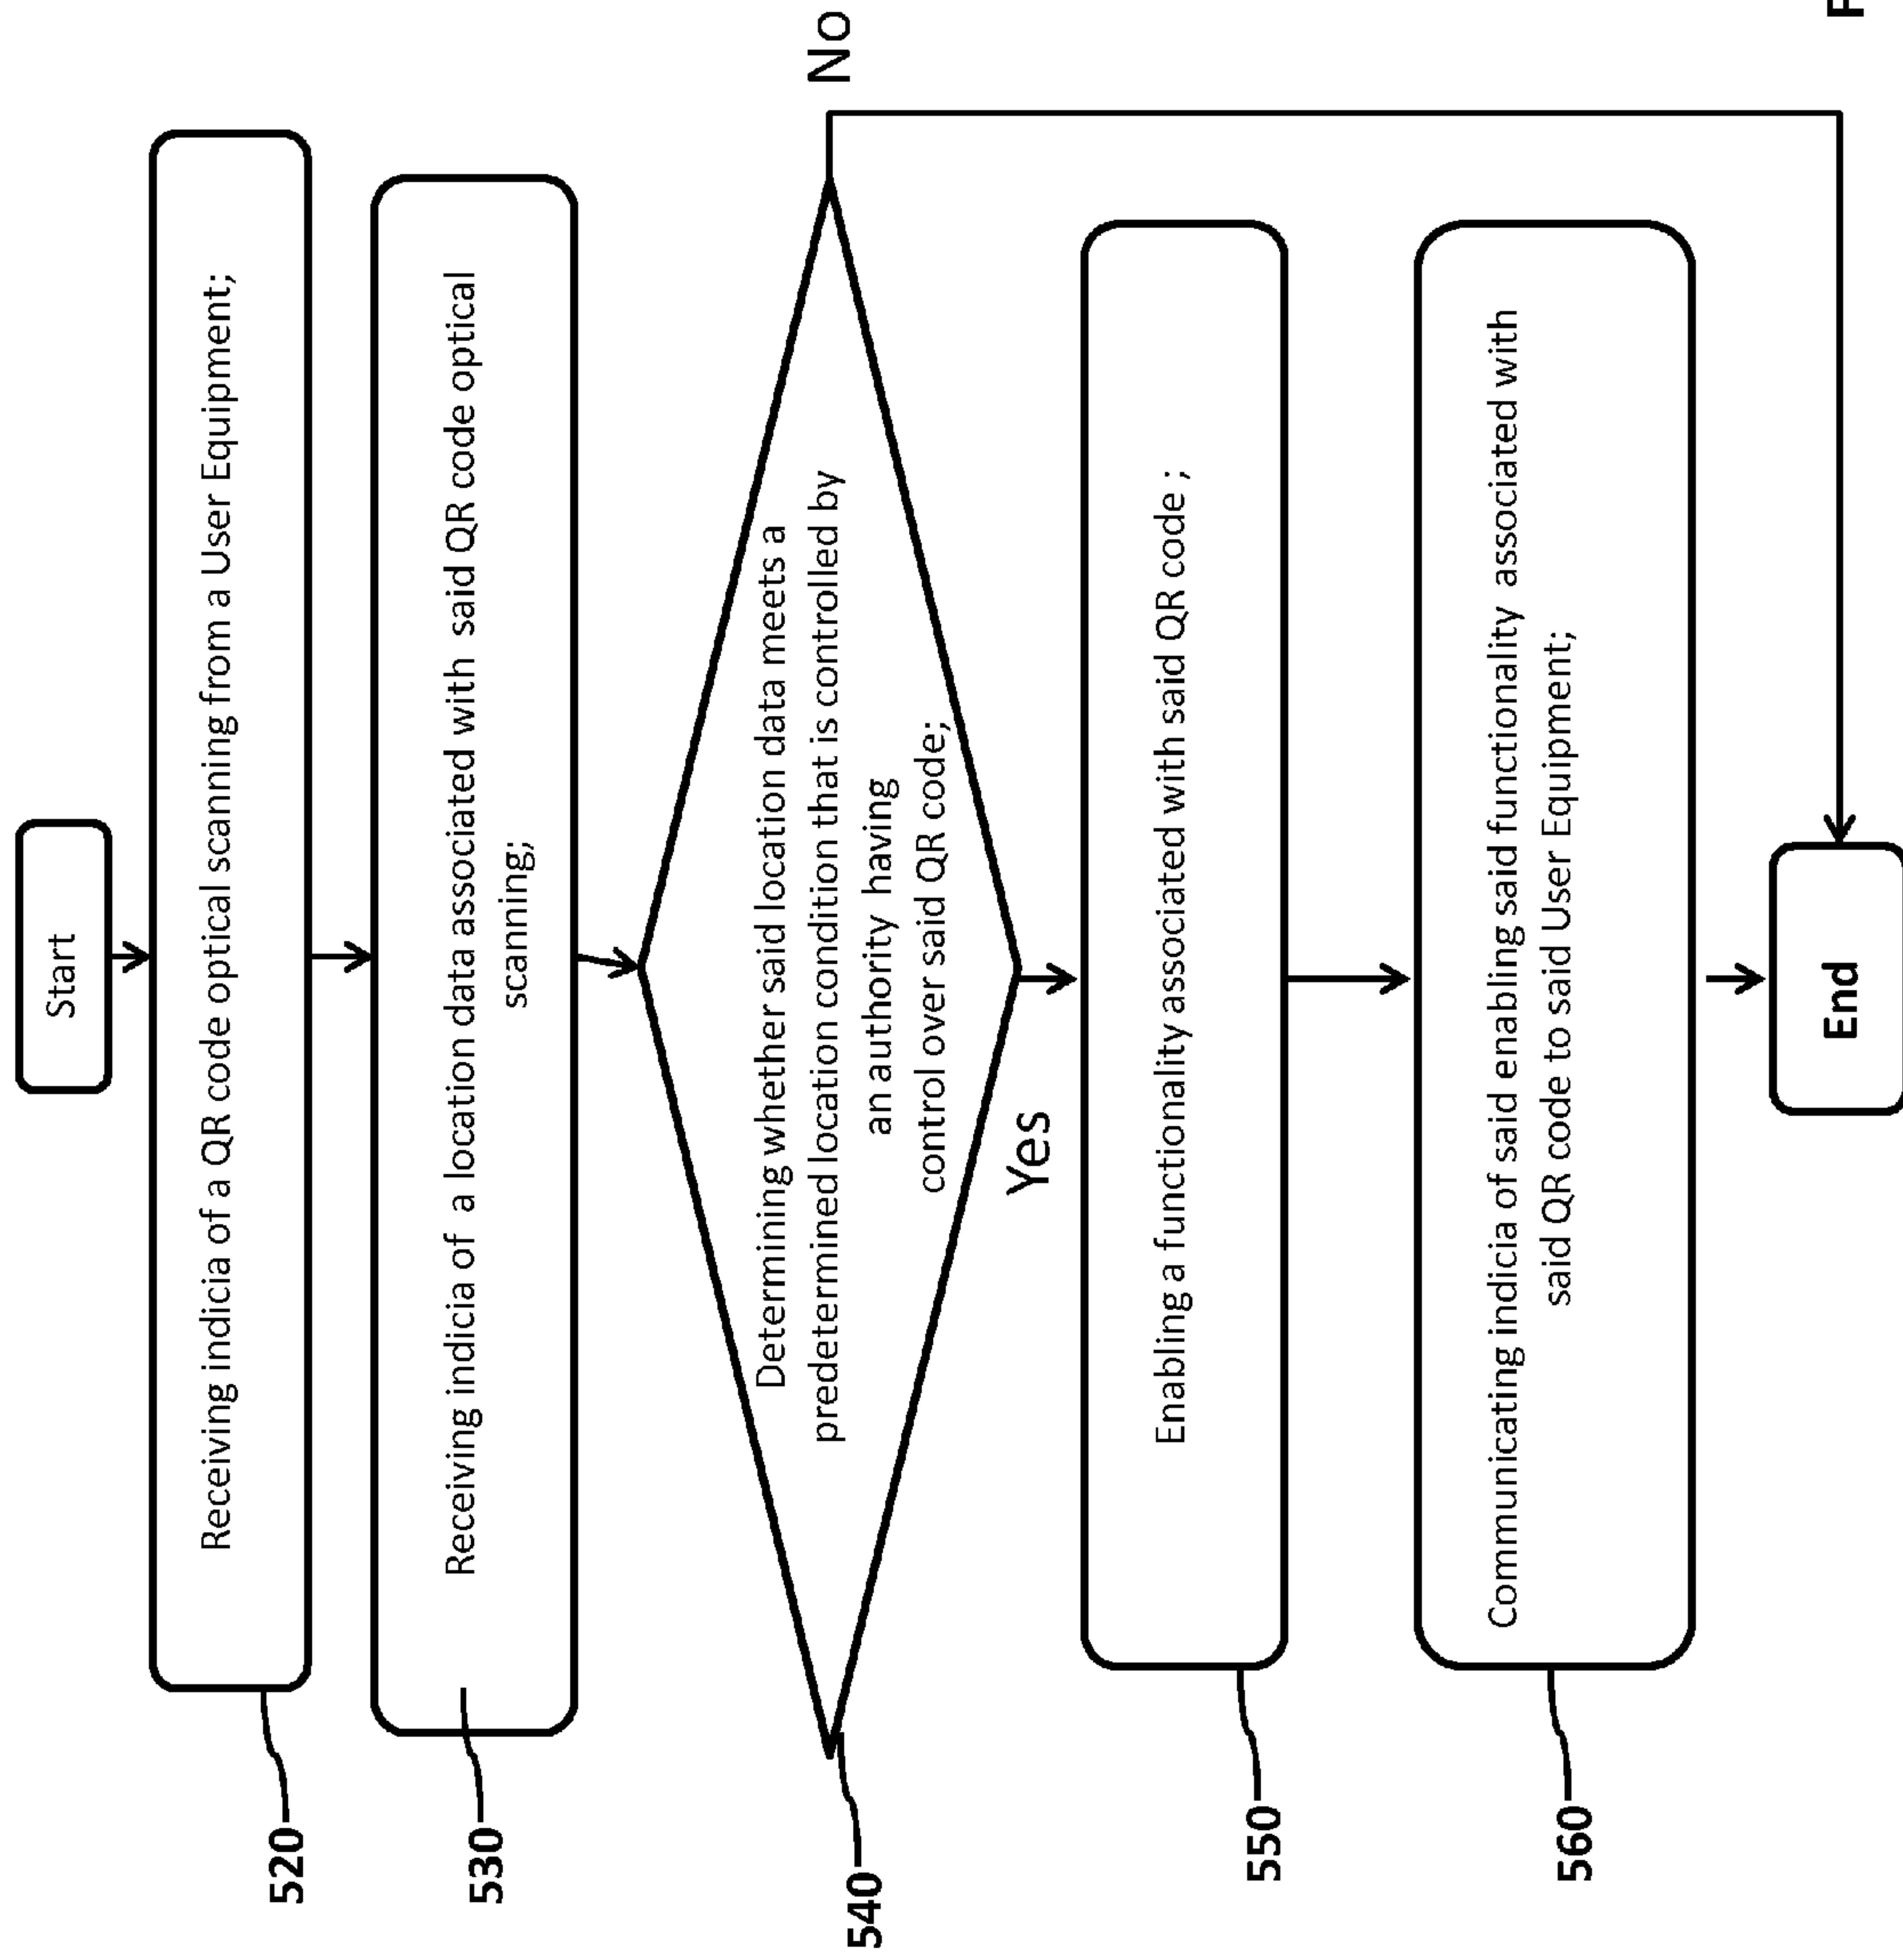 Start
Receiving indicia of a QR code optical scanning from a User Equipment;
520
Receiving indicia of a location data associated with said QR code optical
scanning;
530
Determining whether said location data meets a
predetermined location condition that is controlled by
an authority having
control over said QR code;
540
No
Yes
Enabling a functionality associated with said QR code ;
550
Communicating indicia of said enabling said functionality associated with
said QR code to said User Equipment;
560
End
F